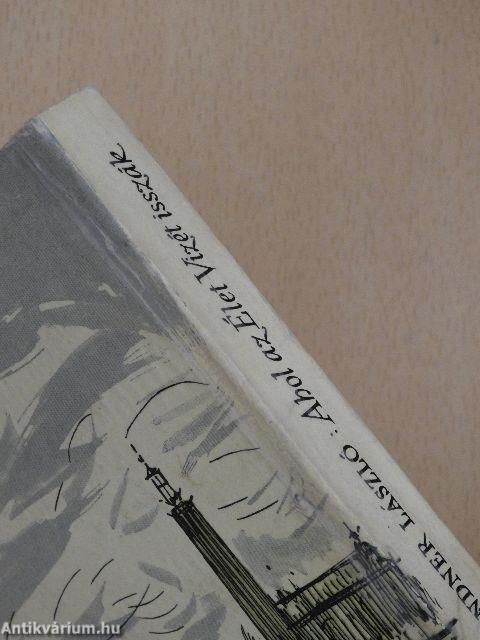 NDNER LÁSZLÓ: Ahol az Élet Vizét isszák
Antikvárium.hu